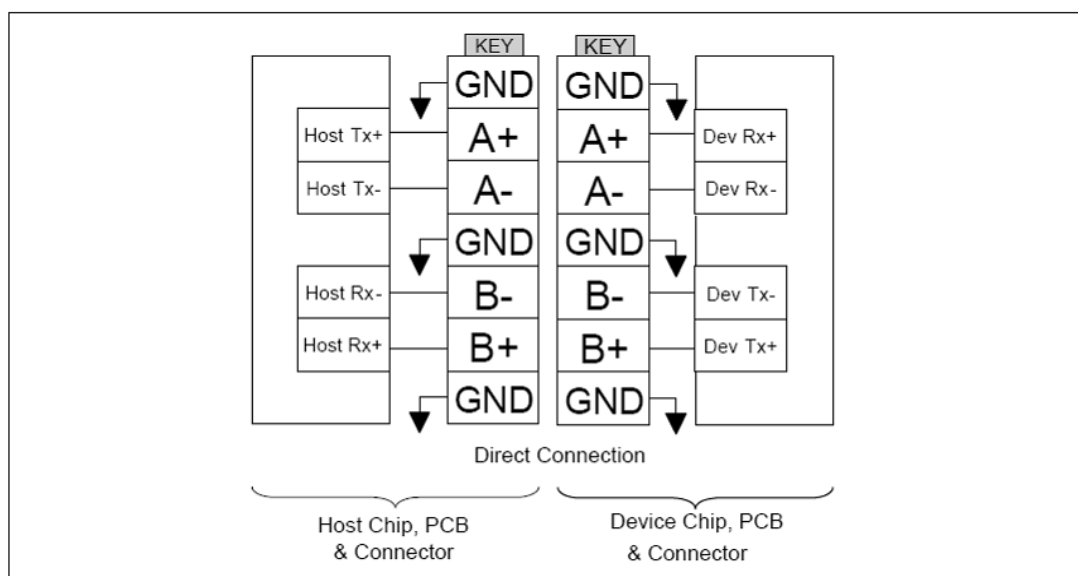 KEY KEY
GND GND
Host Tx+ A+ A+ Dev Rx+
Host Tx- A- A- Dev Rx-
GND GND
Host Rx- B- B- Dev Tx-
Host Rx+ B+ B+ Dev Tx+
GND GND
Direct Connection
Host Chip, PCB
& Connector
Device Chip, PCB
& Connector